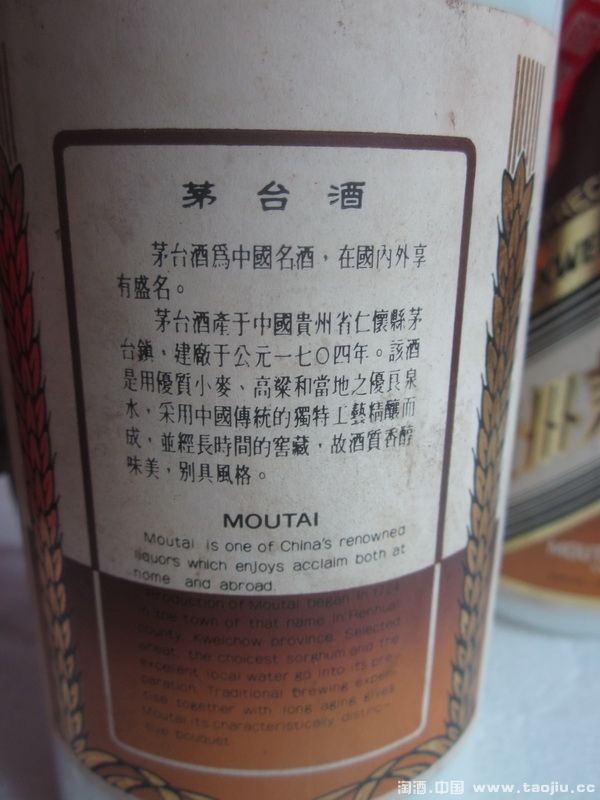 茅台酒
茅台酒爲中國名酒，在國內外享
有盛名。
茅台酒產于中國貴州省仁懷縣茅
台鎮，建廠于公元一七〇四年。該酒
是用優質小麥、高粱和當地之優良泉
水，采用中國傳統的獨特工藝精釀而
成，並經長時間的窖藏，故酒質香醇
味美，别具風格。
MOUTAI
Moutai is one of China's renowned
liquors which enjoys acclaim both at
home and abroad.
Production of Moutai began in 1704
in the town of that name in Renhuai
county, Kweichow province. Selected
wheat, the choicest sorghum and the
excellent local water go into its pre-
paration. Traditional brewing exper-
tise together with long aging gives
Moutai its characteristically distinc-
tive bouquet.
MOUTA
淘酒.中国 www.taojiu.cc